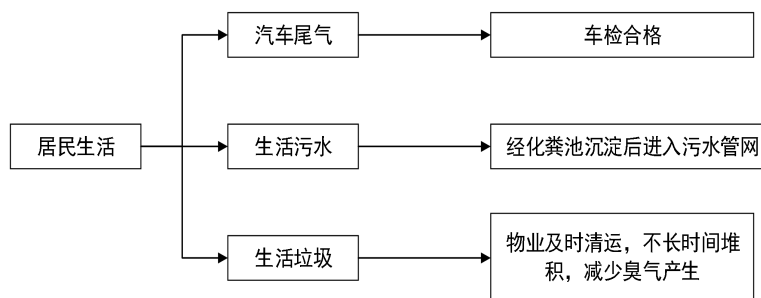 汽车尾气
车检合格
居民生活
生活污水
经化粪池沉淀后进入污水管网
生活垃圾
物业及时清运，不长时间堆
积，减少臭气产生